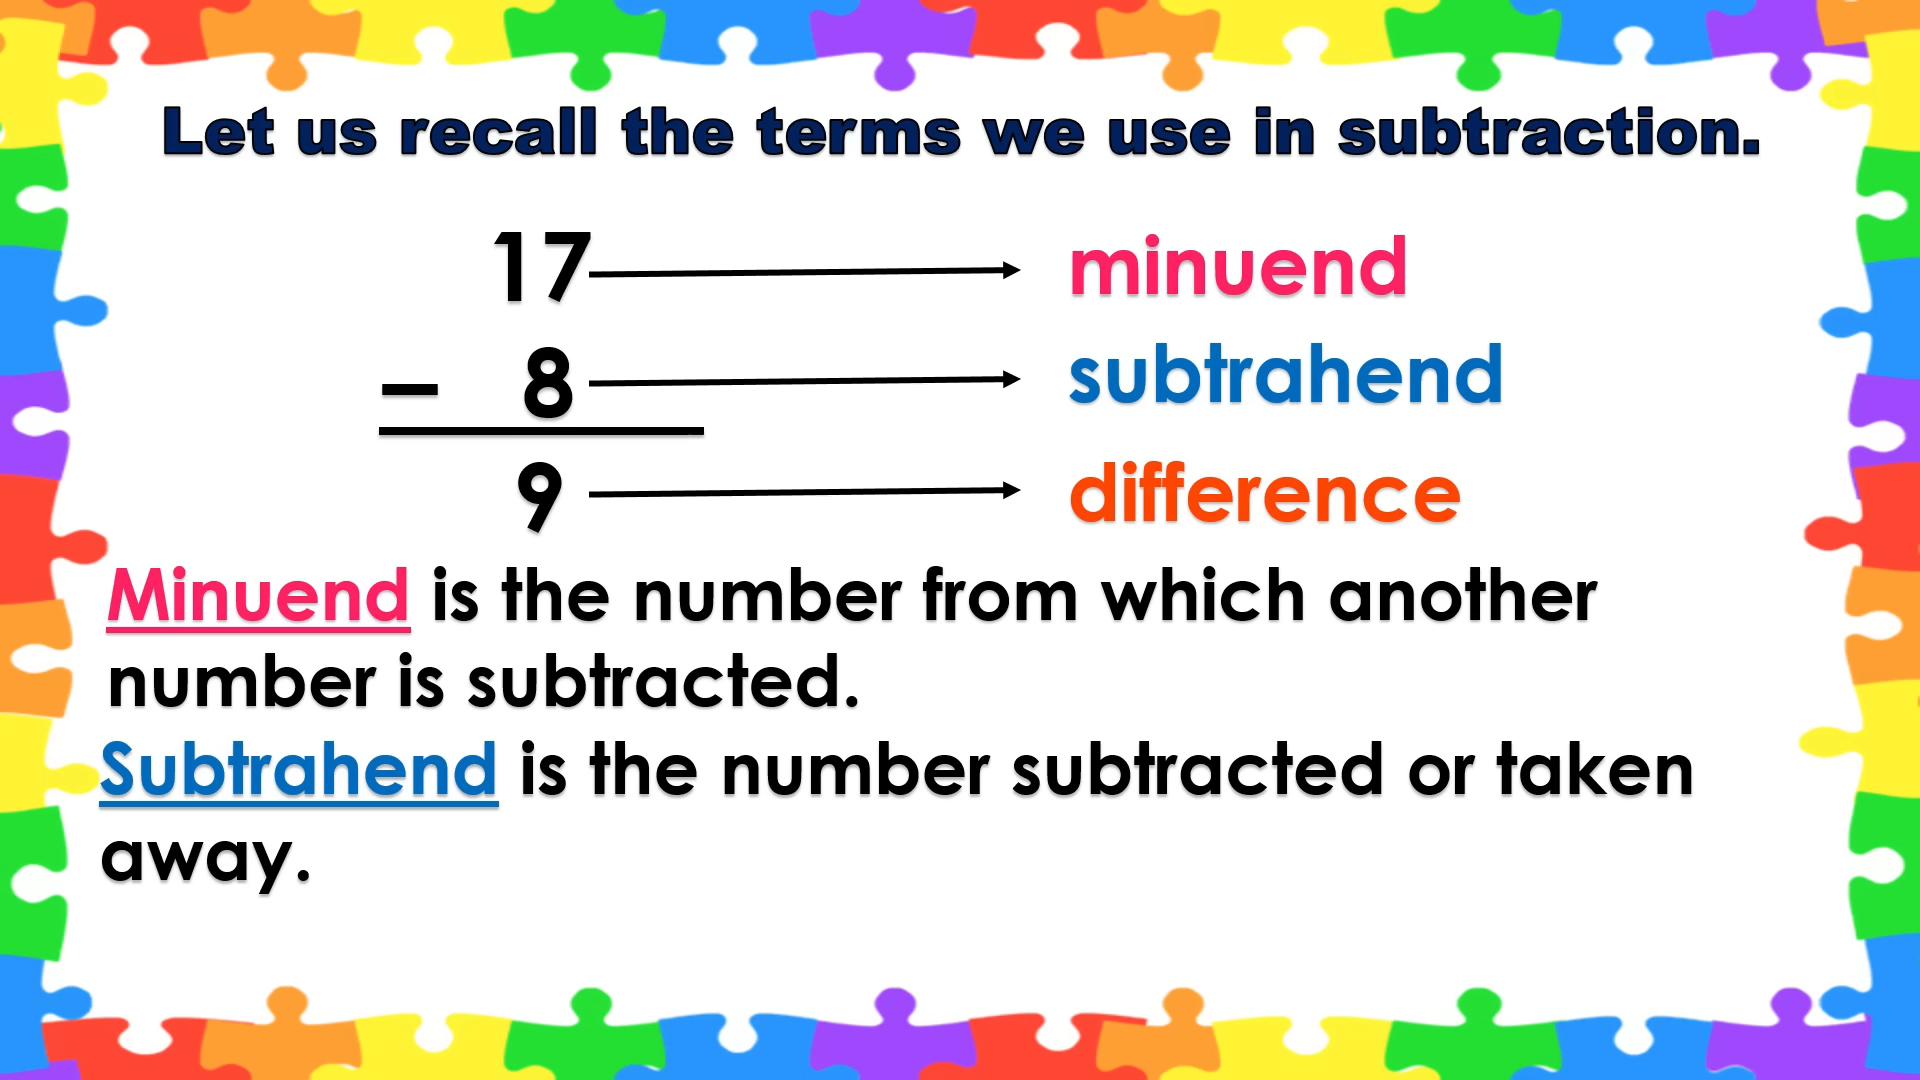 Let us recall the terms we use in subtraction.
17 minuend
– 8 subtrahend
9 difference
Minuend is the number from which another
number is subtracted.
Subtrahend is the number subtracted or taken
away.